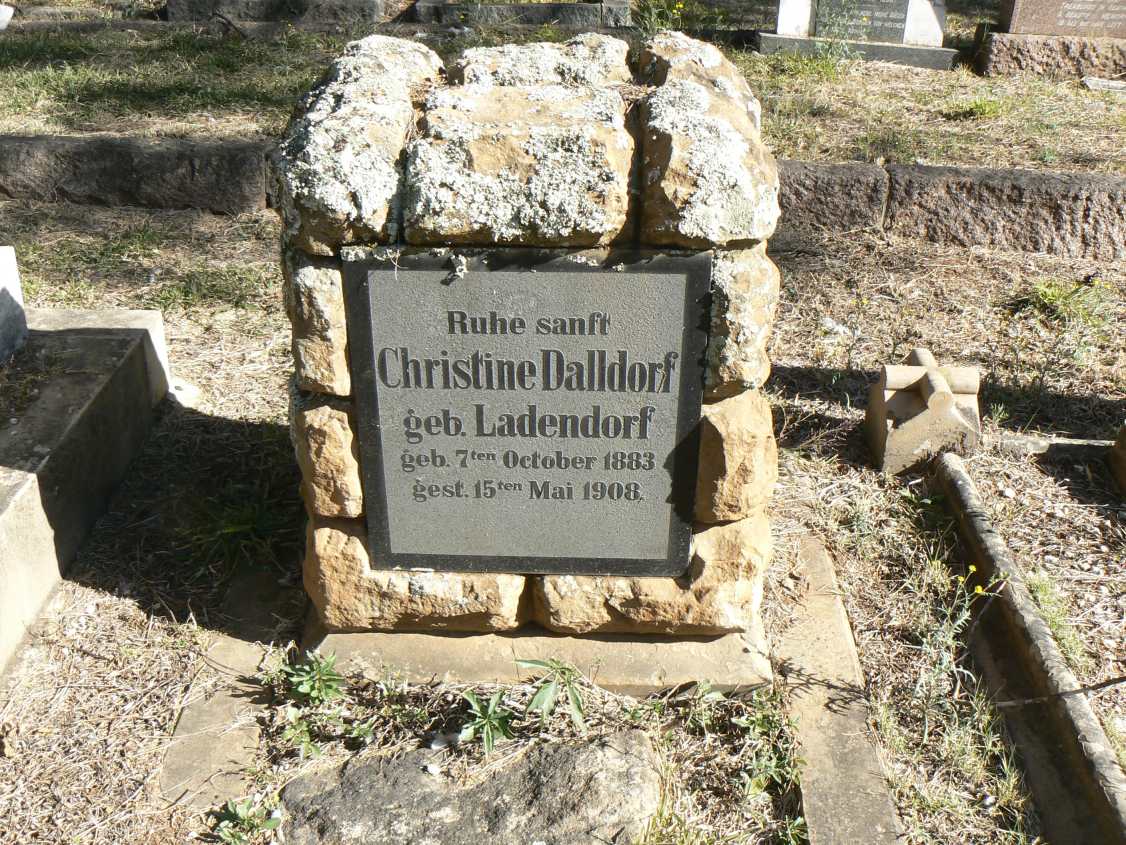 Ruhe sanft
Christine Dalldorf
geb. Ladendorf
geb. 7ten October 1883
gest. 15ten Mai 1908.